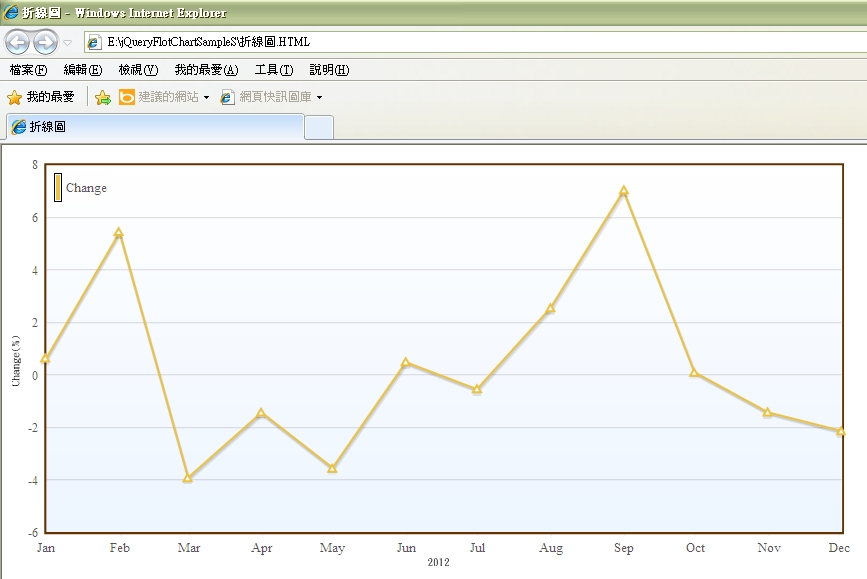 折線圖 - Windows Internet Explorer
E:\jQueryFlotChartSampleS\折線圖.HTML
檔案(F) 編輯(E) 檢視(V) 我的最愛(A) 工具(T) 說明(H)
我的最愛 建議的網站 網頁快訊圖庫
折線圖
Change
8
6
4
2
0
-2
-4
-6
Change(%)
Jan Feb Mar Apr May Jun Jul Aug Sep Oct Nov Dec
2012